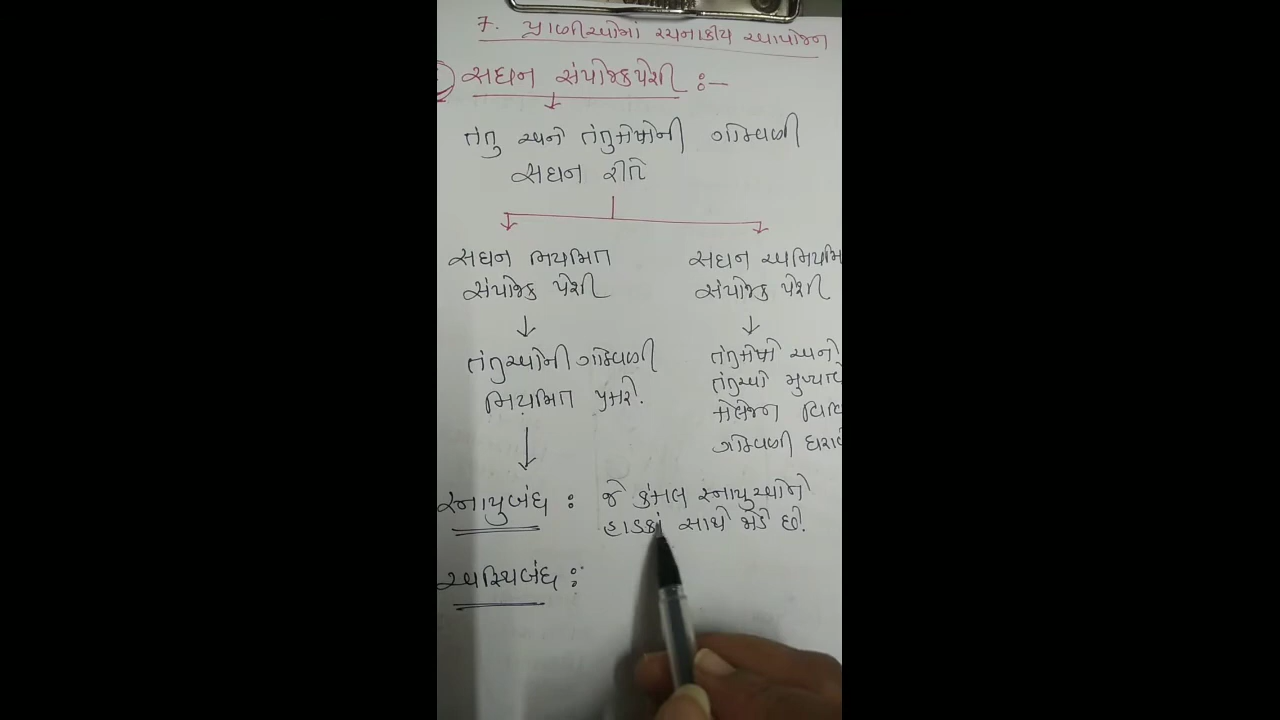 7. પ્રાણીઓમાં રચનાકીય આયોજન
સઘન સંયોજકપેશી :-
તંતુ અને તંતુકોષોની ગોઠવણી
સઘન રીતે
સઘન નિયમિત
સંયોજક પેશી
તંતુઓની ગોઠવણી
નિયમિત પ્રકારે.
સઘન અનિયમિ
સંયોજક પેશી
તંતુકોષો અને
તંતુઓ મુખ્યત્વે
કોલેજન
ગોઠવણી ધરાવે
સ્નાયુબંધ : જે કંકાલ સ્નાયુઓને
હાડકાં સાથે જોડે છે.
અસ્થિબંધ :